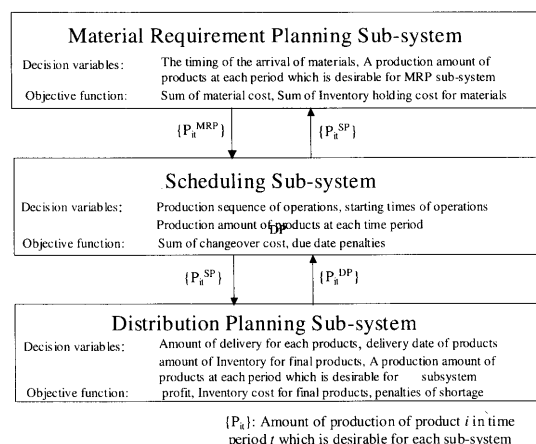 Material Requirement Planning Sub-system
Decision variables: The timing of the arrival of materials, A production amount of
products at each period which is desirable for MRP sub-system
Objective function: Sum of material cost, Sum of Inventory holding cost for materials
{P_it^MRP} {P_it^SP}
Scheduling Sub-system
Decision variables: Production sequence of operations, starting times of operations
Production amount of products at each time period
DP
Objective function: Sum of changeover cost, due date penalties
{P_it^SP} {P_it^DP}
Distribution Planning Sub-system
Decision variables: Amount of delivery for each products, delivery date of products
amount of Inventory for final products, A production amount of
products at each period which is desirable for subsystem
Objective function: profit, Inventory cost for final products, penalties of shortage
{P_it}: Amount of production of product i in time
period t which is desirable for each sub-system